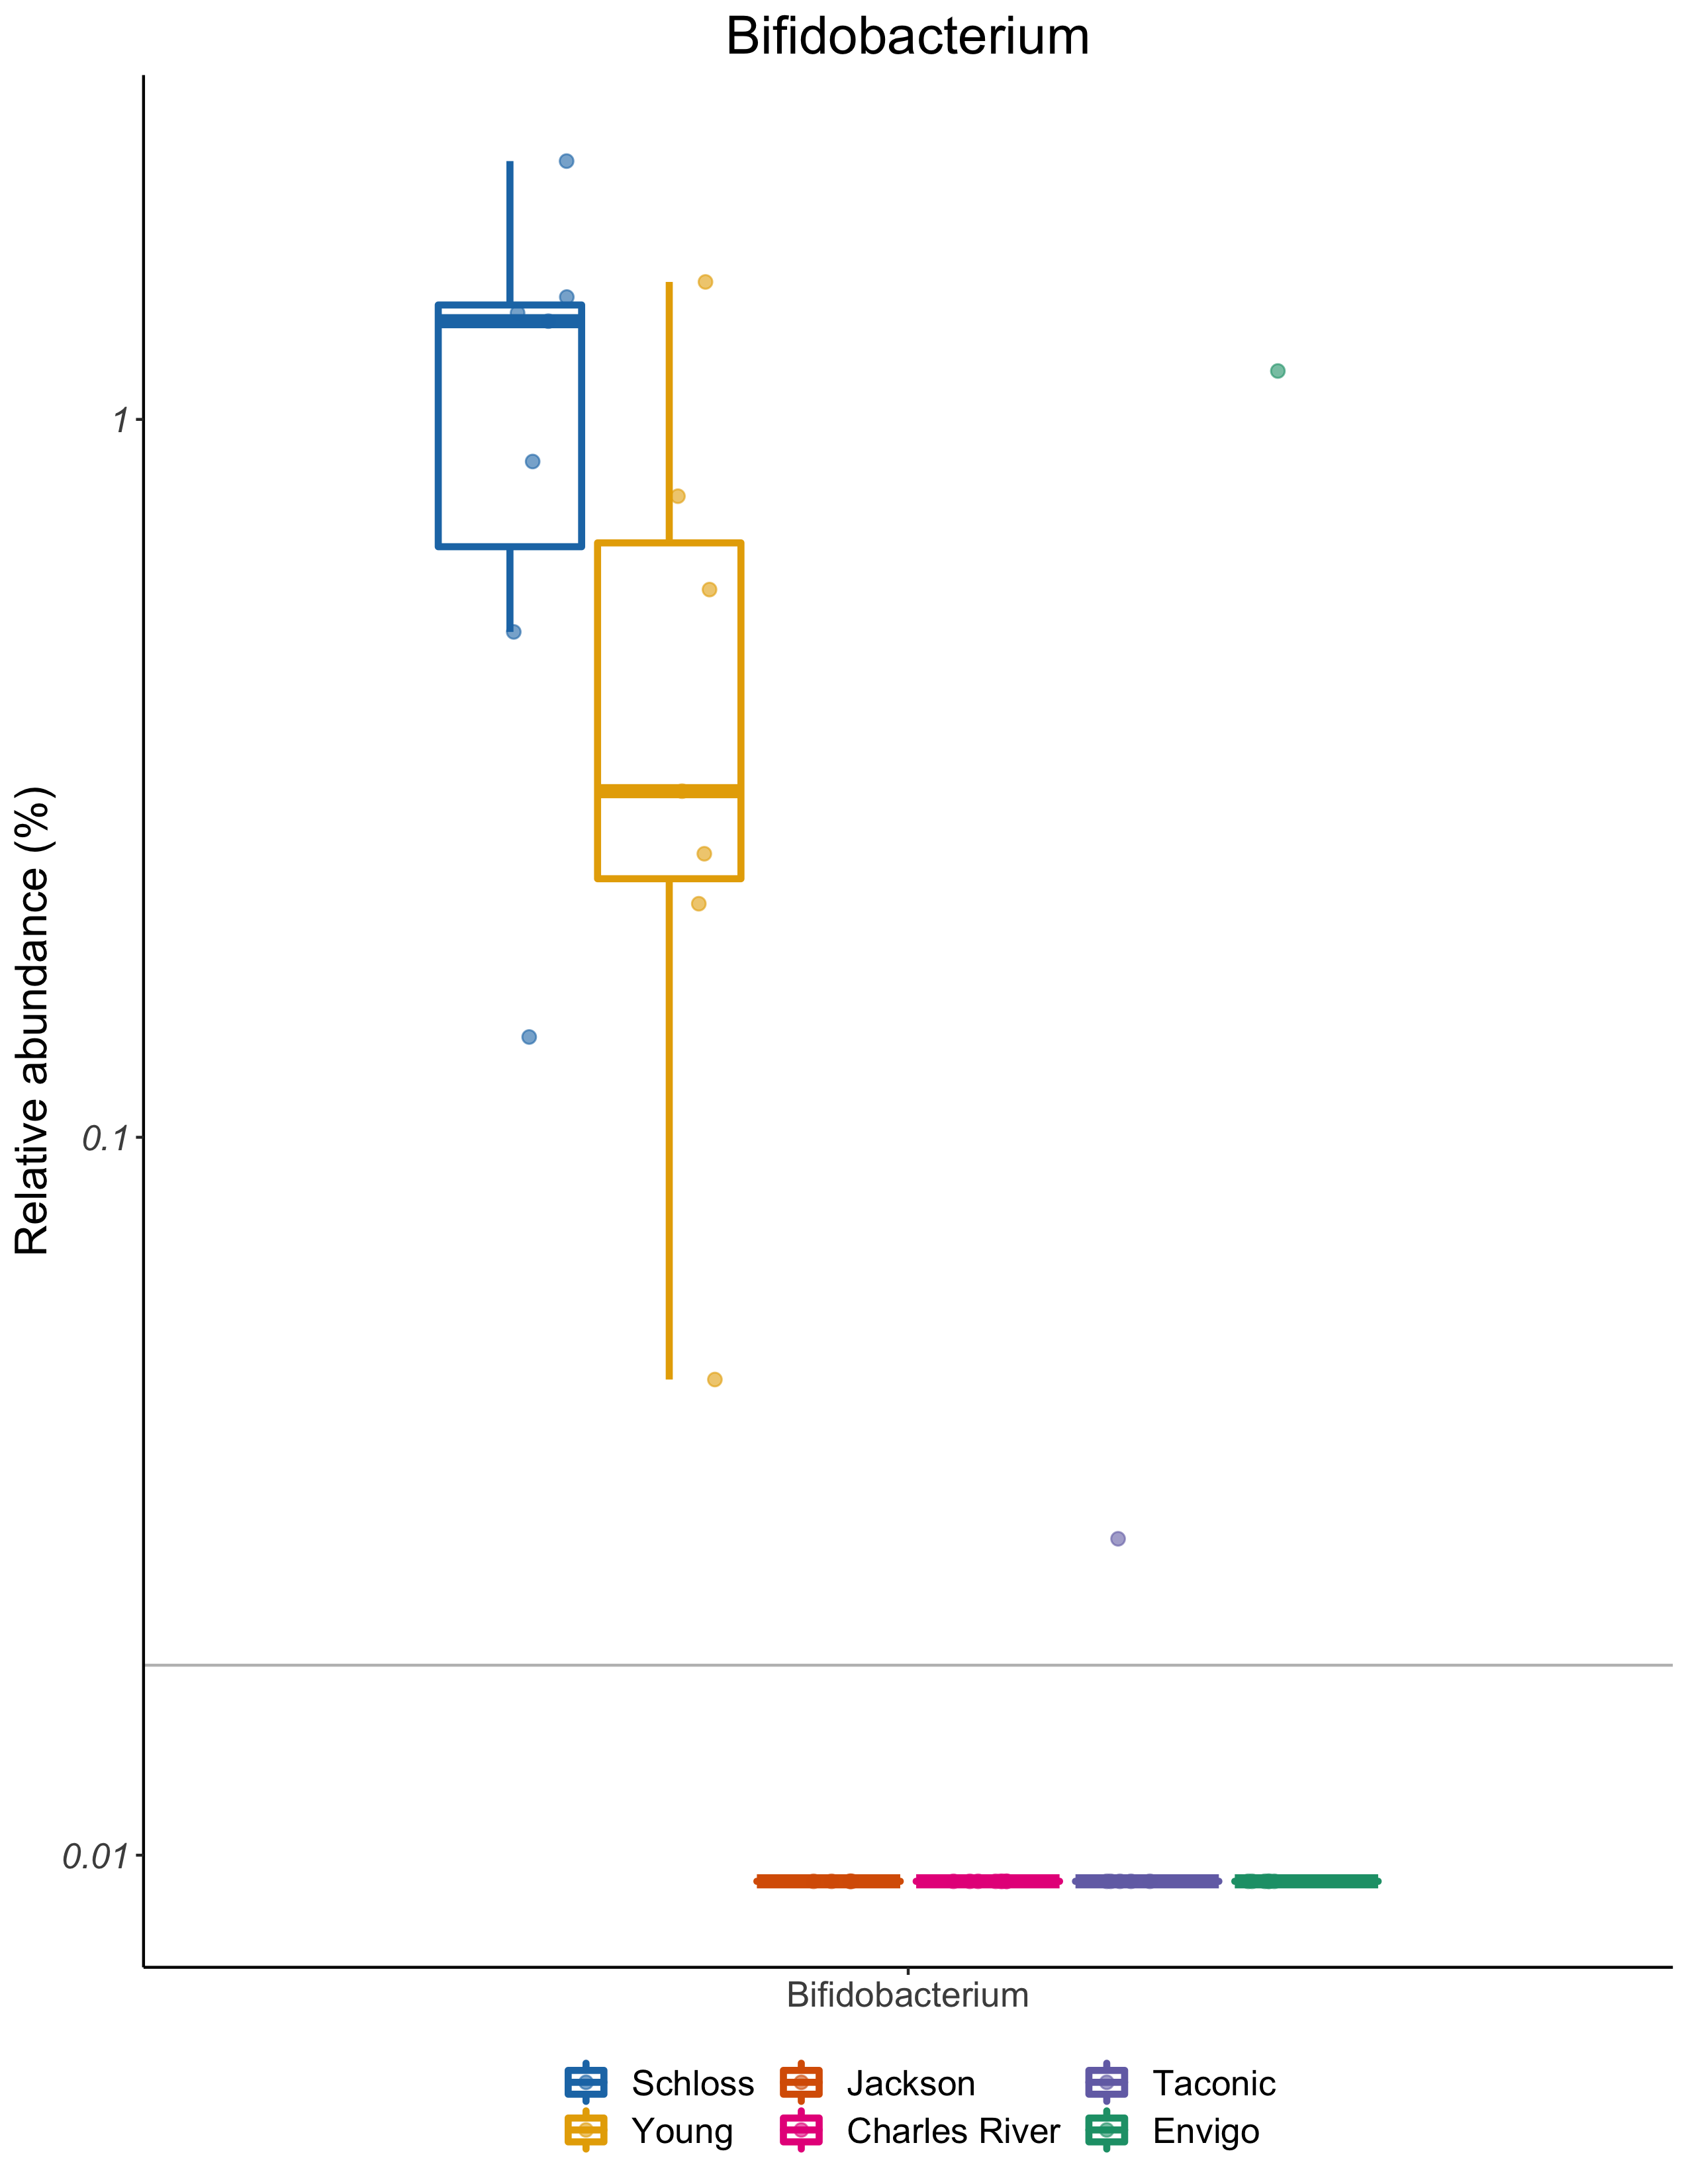 Bifidobacterium
Relative abundance (%)
1
0.1
0.01
Bifidobacterium
Schloss
Jackson
Taconic
Young
Charles River
Envigo